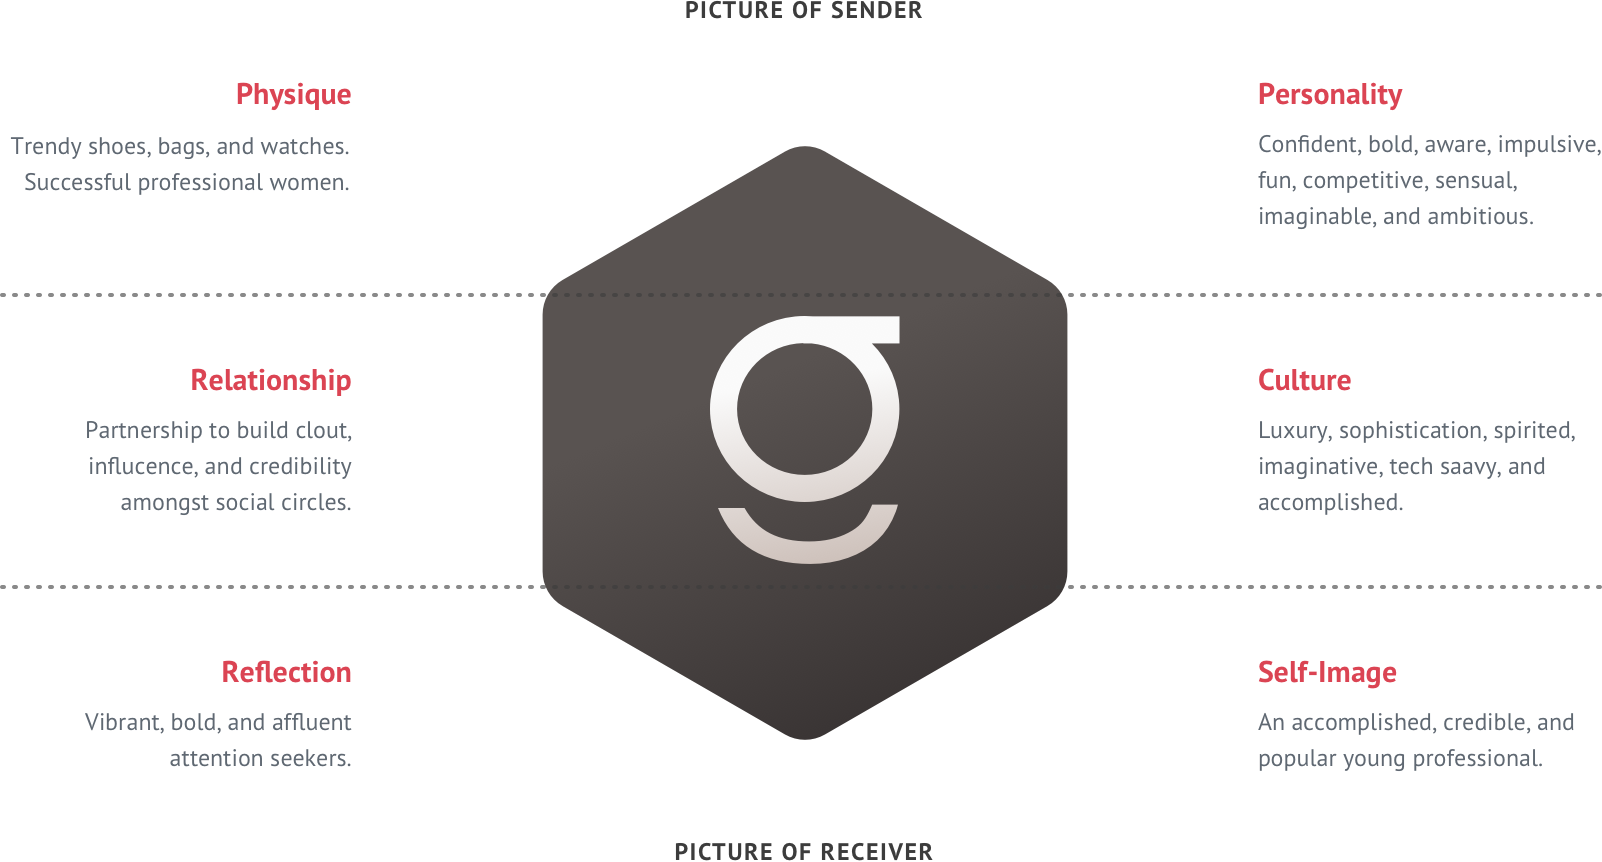 PICTURE OF SENDER
Physique
Trendy shoes, bags, and watches.
Successful professional women.
Personality
Confident, bold, aware, impulsive,
fun, competitive, sensual,
imaginable, and ambitious.
g
Relationship
Partnership to build clout,
influcence, and credibility
amongst social circles.
Culture
Luxury, sophistication, spirited,
imaginative, tech saavy, and
accomplished.
Reflection
Vibrant, bold, and affluent
attention seekers.
Self-Image
An accomplished, credible, and
popular young professional.
PICTURE OF RECEIVER